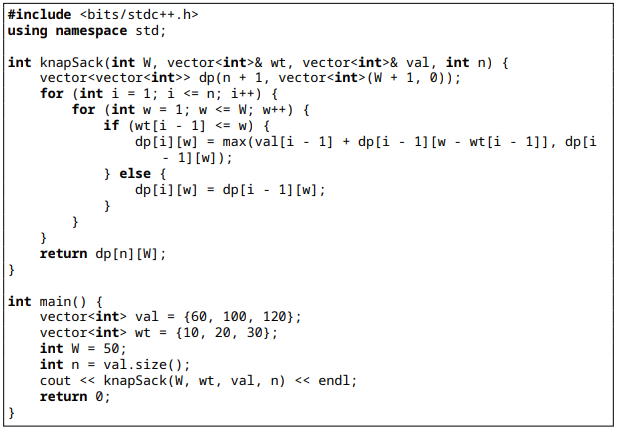 #include <bits/stdc++.h>
using namespace std;

int knapSack(int W, vector<int>& wt, vector<int>& val, int n) {
    vector<vector<int>> dp(n + 1, vector<int>(W + 1, 0));
    for (int i = 1; i <= n; i++) {
        for (int w = 1; w <= W; w++) {
            if (wt[i - 1] <= w) {
                dp[i][w] = max(val[i - 1] + dp[i - 1][w - wt[i - 1]], dp[i
                    - 1][w]);
            } else {
                dp[i][w] = dp[i - 1][w];
            }
        }
    }
    return dp[n][W];
}

int main() {
    vector<int> val = {60, 100, 120};
    vector<int> wt = {10, 20, 30};
    int W = 50;
    int n = val.size();
    cout << knapSack(W, wt, val, n) << endl;
    return 0;
}